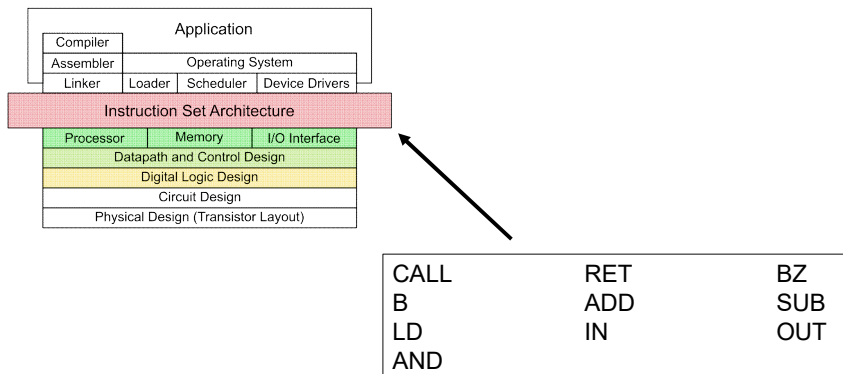 Application
Compiler
Assembler Operating System
Linker Loader Scheduler Device Drivers
Instruction Set Architecture
Processor Memory I/O Interface
Datapath and Control Design
Digital Logic Design
Circuit Design
Physical Design (Transistor Layout)
CALL RET BZ
B ADD SUB
LD IN OUT
AND